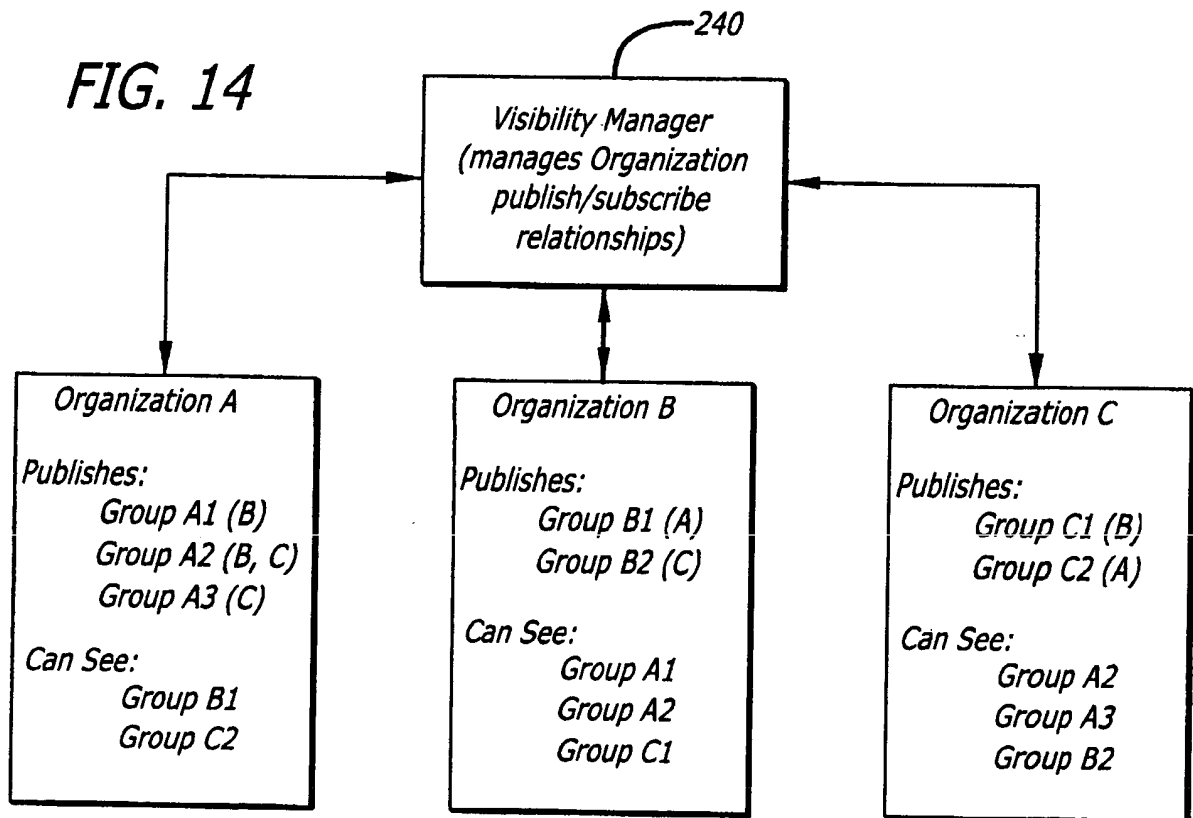 FIG. 14
240
Visibility Manager
(manages Organization
publish/subscribe
relationships)
Organization A
Publishes:
Group A1 (B)
Group A2 (B, C)
Group A3 (C)
Can See:
Group B1
Group C2
Organization B
Publishes:
Group B1 (A)
Group B2 (C)
Can See:
Group A1
Group A2
Group C1
Organization C
Publishes:
Group C1 (B)
Group C2 (A)
Can See:
Group A2
Group A3
Group B2